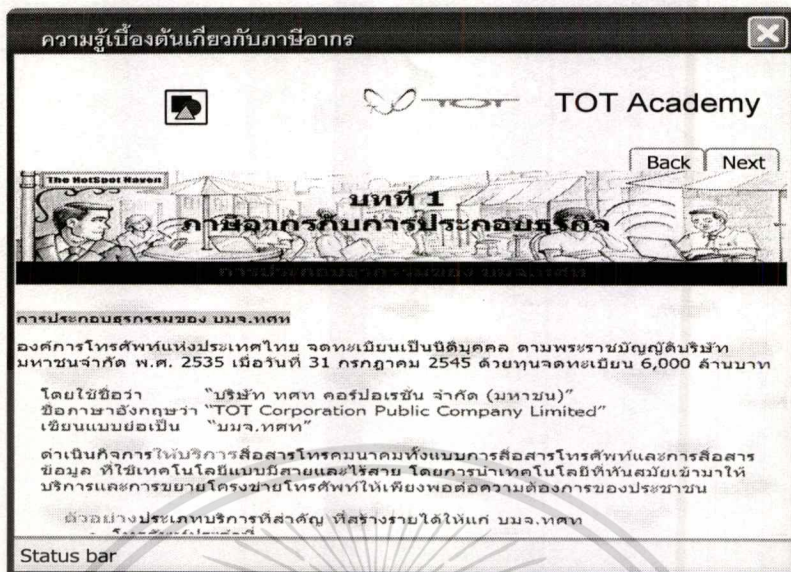 ความรู้เบื้องต้นเกี่ยวกับภาษีอากร
TOT TOT Academy
Back Next
The HotSpot Haven
บทที่ 1
ภาษีอากรกับการประกอบธุรกิจ
การประกอบธุรกรรมของ บมจ.ทศท
การประกอบธุรกรรมของ บมจ.ทศท
องค์การโทรศัพท์แห่งประเทศไทย จดทะเบียนเป็นนิติบุคคล ตามพระราชบัญญัติบริษัท
มหาชนจำกัด พ.ศ. 2535 เมื่อวันที่ 31 กรกฎาคม 2545 ด้วยทุนจดทะเบียน 6,000 ล้านบาท
โดยใช้ชื่อว่า "บริษัท ทศท คอร์ปอเรชั่น จำกัด (มหาชน)"
ชื่อภาษาอังกฤษว่า "TOT Corporation Public Company Limited"
เขียนแบบย่อเป็น "บมจ.ทศท"
ดำเนินกิจการให้บริการสื่อสารโทรคมนาคมทั้งแบบการสื่อสารโทรศัพท์และการสื่อสาร
ข้อมูล ที่ใช้เทคโนโลยีแบบมีสายและไร้สาย โดยการนำเทคโนโลยีที่ทันสมัยเข้ามาให้
บริการและการขยายโครงข่ายโทรศัพท์ให้เพียงพอต่อความต้องการของประชาชน
ตัวอย่างประเภทบริการที่สำคัญ ที่สร้างรายได้ให้แก่ บมจ.ทศท
Status bar